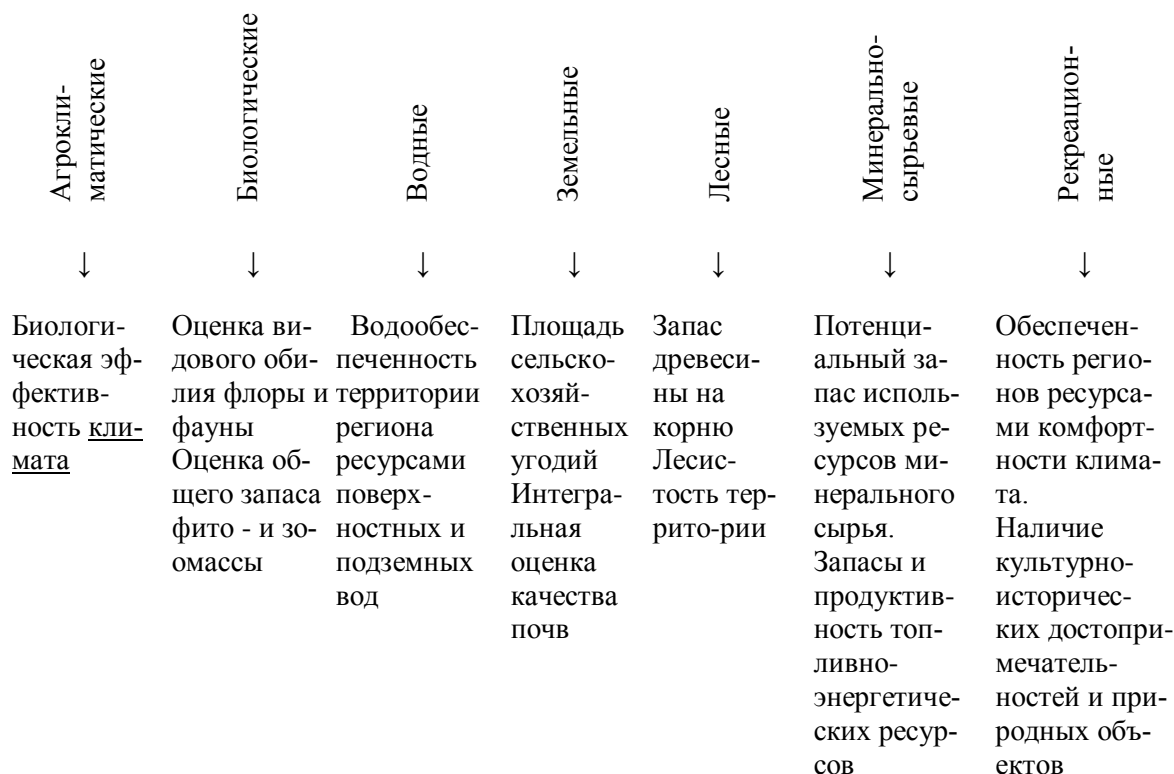 Агрокли-
матические
Биологические
Водные
Земельные
Лесные
Минерально-
сырьевые
Рекреацион-
ные
↓ ↓ ↓ ↓ ↓ ↓ ↓
Биологи-
ческая эф-
фектив-
ность кли-
мата
Оценка ви-
дового оби-
лия флоры и
фауны
Оценка об-
щего запаса
фито - и зо-
омассы
Водообес-
печенность
территории
региона
ресурсами
поверх-
ностных и
подземных
вод
Площадь
сельско-
хозяй-
ственных
угодий
Интегра-
льная
оценка
качества
почв
Запас
древеси-
ны на
корню
Лесис-
тость тер-
рито-рии
Потенци-
альный за-
пас исполь-
зуемых ре-
сурсов ми-
нерального
сырья.
Запасы и
продуктив-
ность топ-
ливно-
энергетиче-
ских ресур-
сов
Обеспечен-
ность регио-
нов ресурса-
ми комфорт-
ности клима-
та.
Наличие
культурно-
историчес-
ких достопри-
мечатель-
ностей и при-
родных объ-
ектов